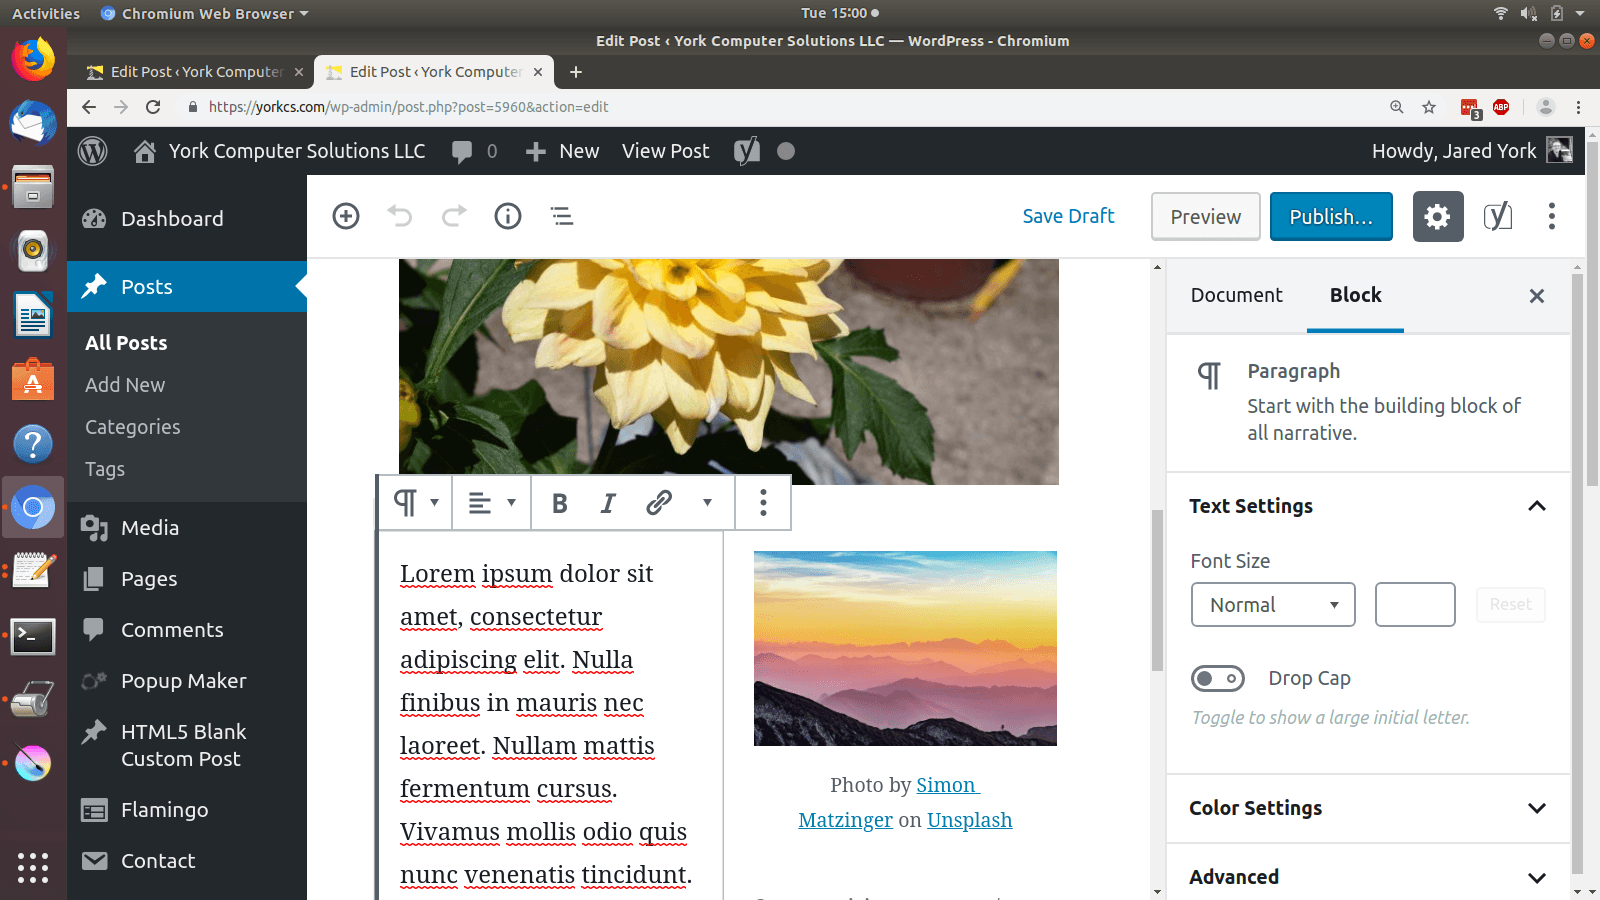 Activities Chromium Web Browser Tue 15:00
Edit Post ‹ York Computer Solutions LLC — WordPress - Chromium
Edit Post ‹ York Computer Edit Post ‹ York Computer
https://yorkcs.com/wp-admin/post.php?post=5960&action=edit 3 ABP
York Computer Solutions LLC 0 New View Post Howdy, Jared York
Save Draft Preview Publish...
Dashboard
Posts
All Posts
Add New
Categories
Tags
Media
Pages
Comments
Popup Maker
HTML5 Blank
Custom Post
Flamingo
Contact
B I
Lorem ipsum dolor sit
amet, consectetur
adipiscing elit. Nulla
finibus in mauris nec
laoreet. Nullam mattis
fermentum cursus.
Vivamus mollis odio quis
nunc venenatis tincidunt.
Photo by Simon
Matzinger on Unsplash
Document Block
Paragraph
Start with the building block of
all narrative.
Text Settings
Font Size
Normal Reset
Drop Cap
Toggle to show a large initial letter.
Color Settings
Advanced